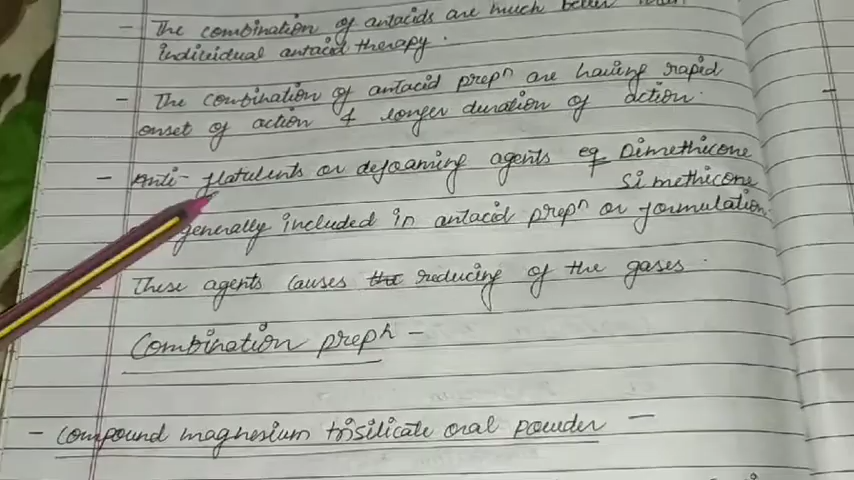 - The combination of antacids are much better than
individual antacid therapy.
- The combination of antacid prepⁿ are having rapid
onset of action & longer duration of action.
- Anti-flatulents or defoaming agents eg Dimethicone
Simethicone
generally included in antacid prepⁿ or formulation.
These agents causes the reducing of the gases.
Combination prepⁿ -
- Compound magnesium trisilicate oral powder -